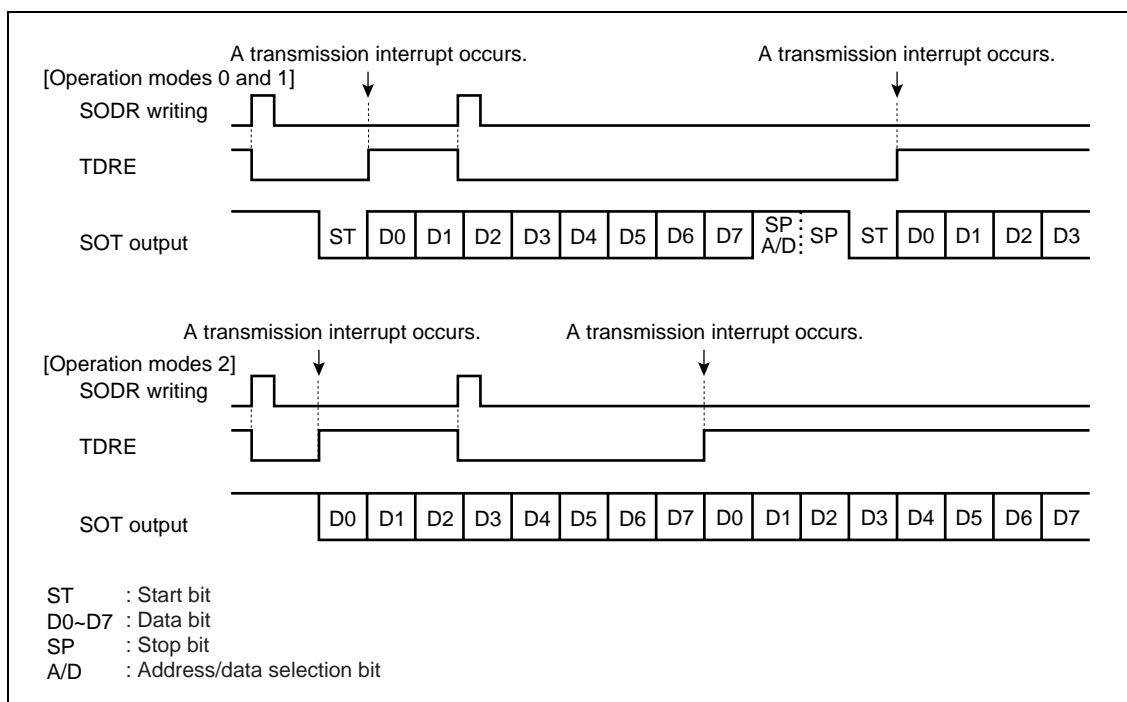 A transmission interrupt occurs. A transmission interrupt occurs.
[Operation modes 0 and 1]
SODR writing
TDRE
SOT output ST D0 D1 D2 D3 D4 D5 D6 D7 SP A/D SP ST D0 D1 D2 D3
A transmission interrupt occurs. A transmission interrupt occurs.
[Operation modes 2]
SODR writing
TDRE
SOT output D0 D1 D2 D3 D4 D5 D6 D7 D0 D1 D2 D3 D4 D5 D6 D7
ST : Start bit
D0~D7 : Data bit
SP : Stop bit
A/D : Address/data selection bit